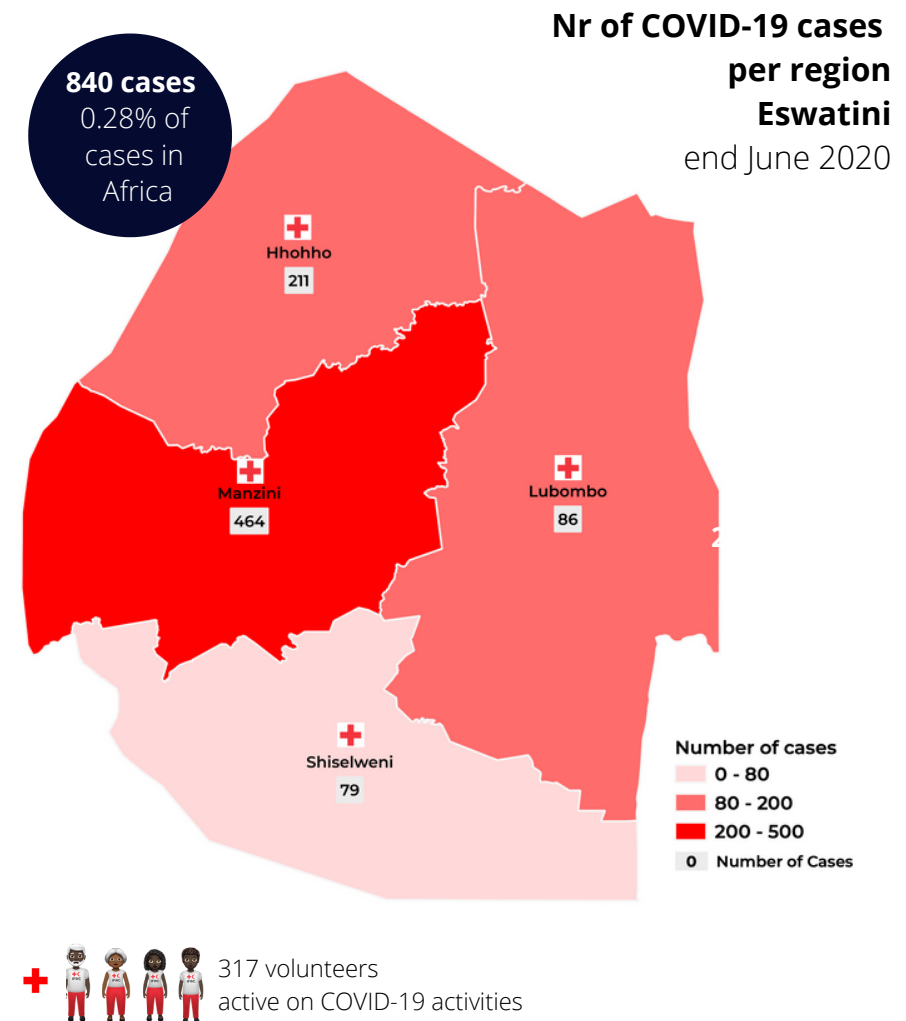 Nr of COVID-19 cases
per region
Eswatini
end June 2020
840 cases
0.28% of
cases in
Africa
Hhohho
211
Manzini
464
Lubombo
86
2
Shiselweni
79
Number of cases
0 - 80
80 - 200
200 - 500
0 Number of Cases
317 volunteers
active on COVID-19 activities